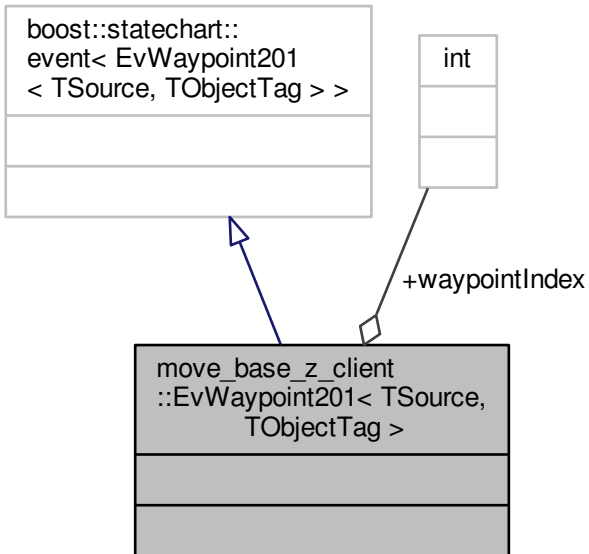 boost::statechart::
event< EvWaypoint201
< TSource, TObjectTag > >
int
+waypointIndex
move_base_z_client
::EvWaypoint201< TSource,
TObjectTag >